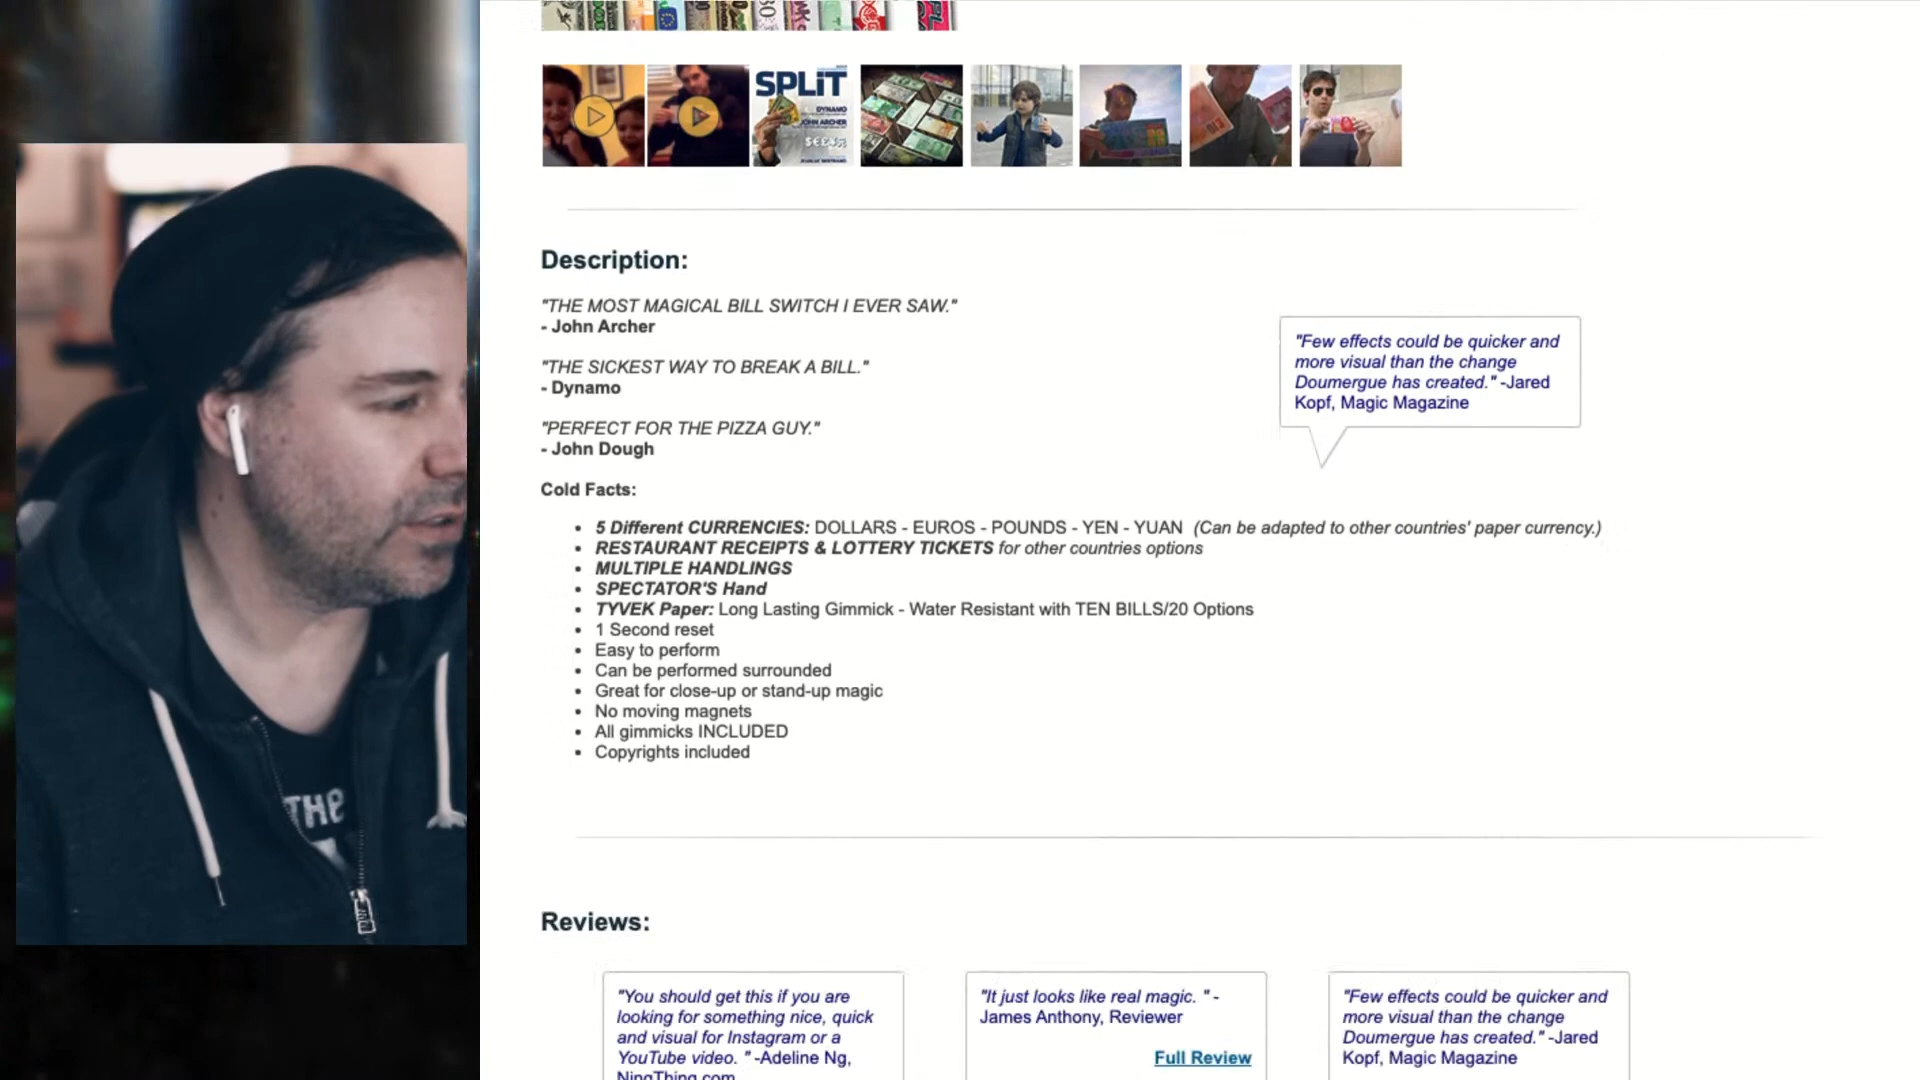 SPLiT
DYNAMO
JOHN ARCHER
Description:
"THE MOST MAGICAL BILL SWITCH I EVER SAW."
- John Archer
"THE SICKEST WAY TO BREAK A BILL."
- Dynamo
"PERFECT FOR THE PIZZA GUY."
- John Dough
"Few effects could be quicker and
more visual than the change
Doumergue has created." -Jared
Kopf, Magic Magazine
Cold Facts:
• 5 Different CURRENCIES: DOLLARS - EUROS - POUNDS - YEN - YUAN (Can be adapted to other countries' paper currency.)
• RESTAURANT RECEIPTS & LOTTERY TICKETS for other countries options
• MULTIPLE HANDLINGS
• SPECTATOR'S Hand
• TYVEK Paper: Long Lasting Gimmick - Water Resistant with TEN BILLS/20 Options
• 1 Second reset
• Easy to perform
• Can be performed surrounded
• Great for close-up or stand-up magic
• No moving magnets
• All gimmicks INCLUDED
• Copyrights included
THE
Reviews:
"You should get this if you are
looking for something nice, quick
and visual for Instagram or a
YouTube video. " -Adeline Ng,
NingThing.com
"It just looks like real magic. " -
James Anthony, Reviewer
Full Review
"Few effects could be quicker and
more visual than the change
Doumergue has created." -Jared
Kopf, Magic Magazine